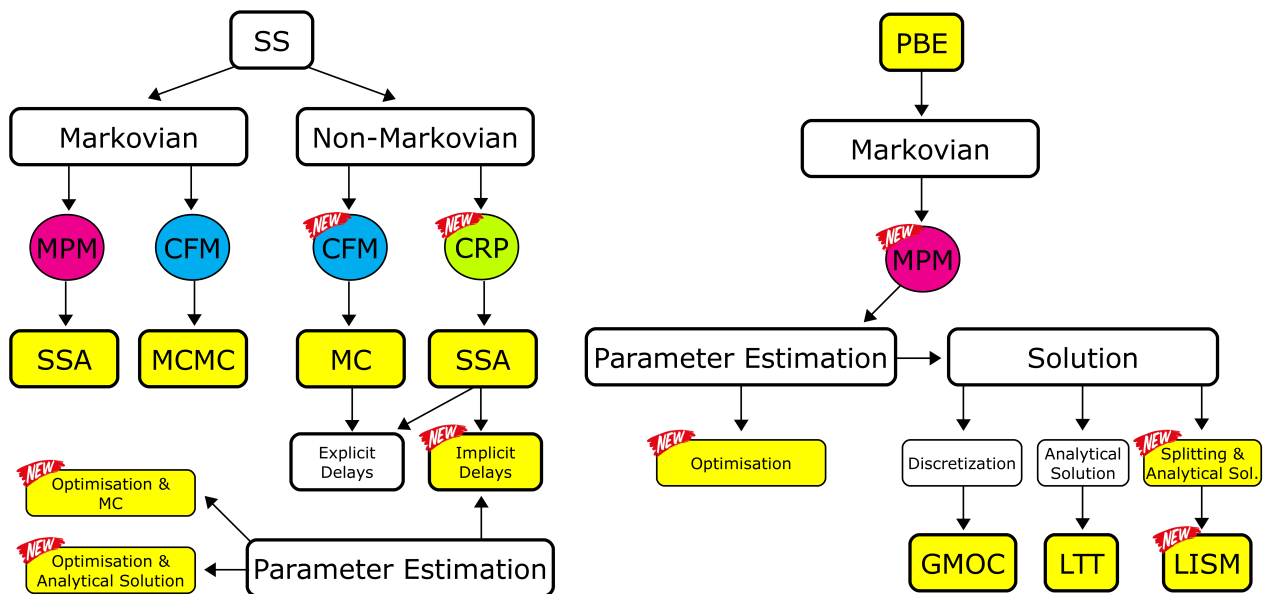 SS
Markovian
Non-Markovian
MPM
CFM
NEW
CFM
NEW
CRP
SSA
MCMC
MC
SSA
Explicit
Delays
NEW
Implicit
Delays
NEW
Optimisation &
MC
NEW
Optimisation &
Analytical Solution
Parameter Estimation
PBE
Markovian
NEW
MPM
Parameter Estimation
Solution
NEW
Optimisation
Discretization
Analytical
Solution
NEW
Splitting &
Analytical Sol.
GMOC
LTT
NEW
LISM